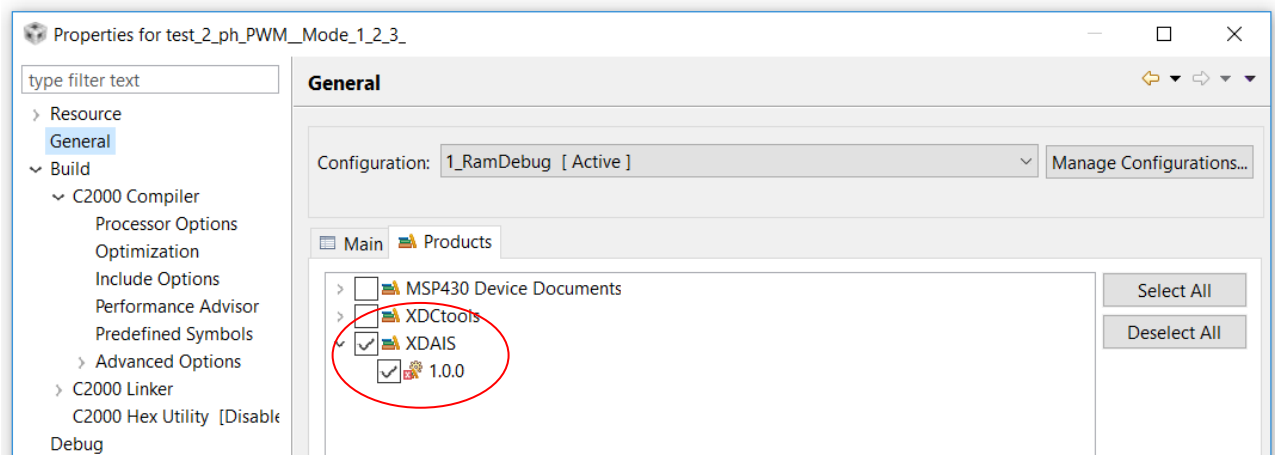 Properties for test_2_ph_PWM__Mode_1_2_3_
type filter text
Resource
General
Build
C2000 Compiler
Processor Options
Optimization
Include Options
Performance Advisor
Predefined Symbols
Advanced Options
C2000 Linker
C2000 Hex Utility [Disable
Debug
General
Configuration: 1_RamDebug [ Active ] Manage Configurations...
Main Products
MSP430 Device Documents
XDCtools
XDAIS
1.0.0
Select All
Deselect All